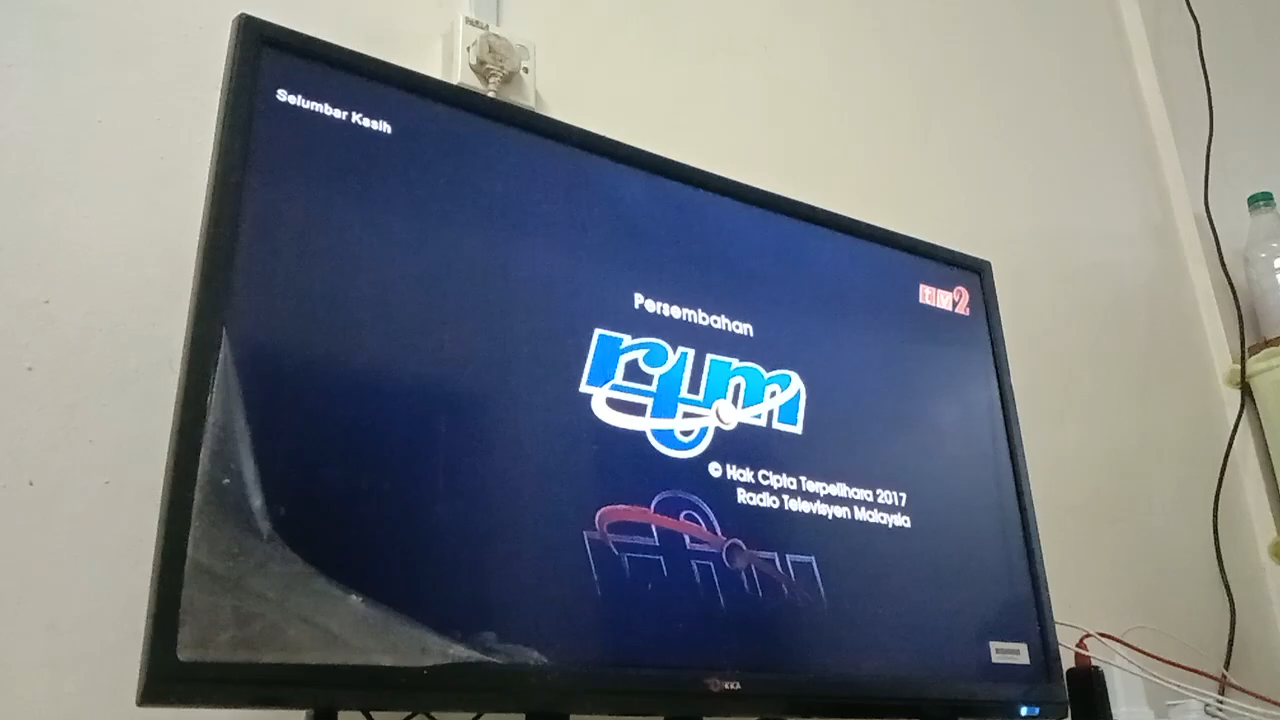 Selumbar Kasih
tv2
Persembahan
rtm
© Hak Cipta Terpelihara 2017
Radio Televisyen Malaysia